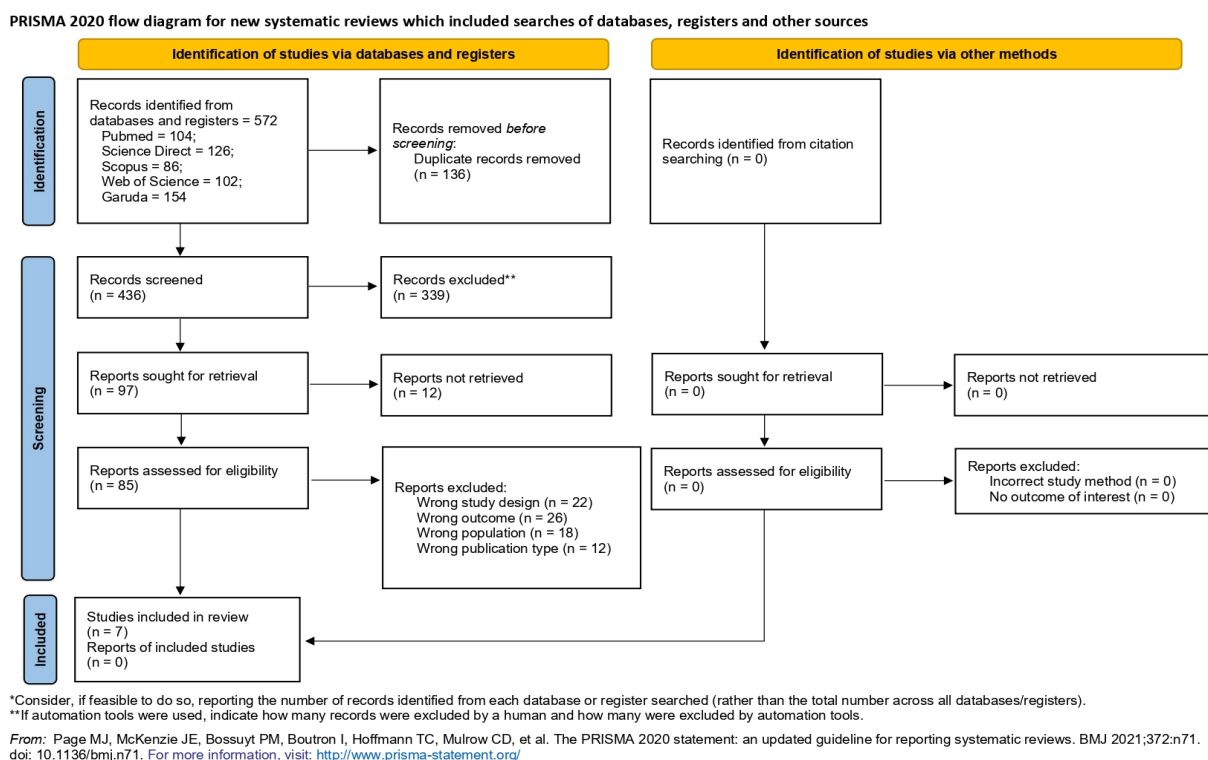 PRISMA 2020 flow diagram for new systematic reviews which included searches of databases, registers and other sources
Identification of studies via databases and registers
Identification of studies via other methods
Identification
Records identified from
databases and registers = 572
Pubmed = 104;
Science Direct = 126;
Scopus = 86;
Web of Science = 102;
Garuda = 154
Records removed before
screening:
Duplicate records removed
(n = 136)
Records identified from citation
searching (n = 0)
Screening
Records screened
(n = 436)
Records excluded**
(n = 339)
Reports sought for retrieval
(n = 97)
Reports not retrieved
(n = 12)
Reports sought for retrieval
(n = 0)
Reports not retrieved
(n = 0)
Reports assessed for eligibility
(n = 85)
Reports excluded:
Wrong study design (n = 22)
Wrong outcome (n = 26)
Wrong population (n = 18)
Wrong publication type (n = 12)
Reports assessed for eligibility
(n = 0)
Reports excluded:
Incorrect study method (n = 0)
No outcome of interest (n = 0)
Included
Studies included in review
(n = 7)
Reports of included studies
(n = 0)
*Consider, if feasible to do so, reporting the number of records identified from each database or register searched (rather than the total number across all databases/registers).
**If automation tools were used, indicate how many records were excluded by a human and how many were excluded by automation tools.
From: Page MJ, McKenzie JE, Bossuyt PM, Boutron I, Hoffmann TC, Mulrow CD, et al. The PRISMA 2020 statement: an updated guideline for reporting systematic reviews. BMJ 2021;372:n71.
doi: 10.1136/bmj.n71. For more information, visit: http://www.prisma-statement.org/